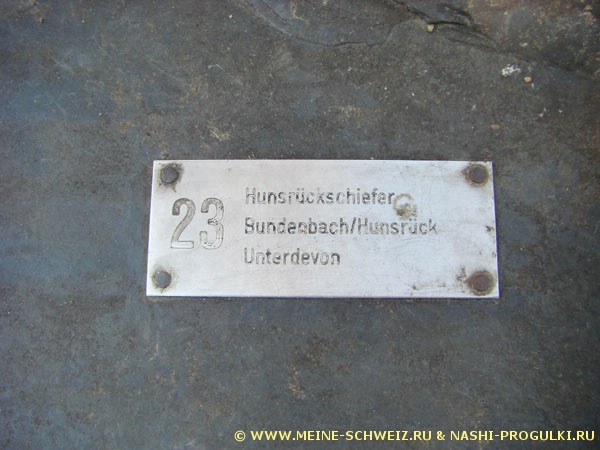 23
Hunsrückschiefer
Bundenbach/Hunsrück
Unterdevon
© WWW.MEINE-SCHWEIZ.RU & NASHI-PROGULKI.RU